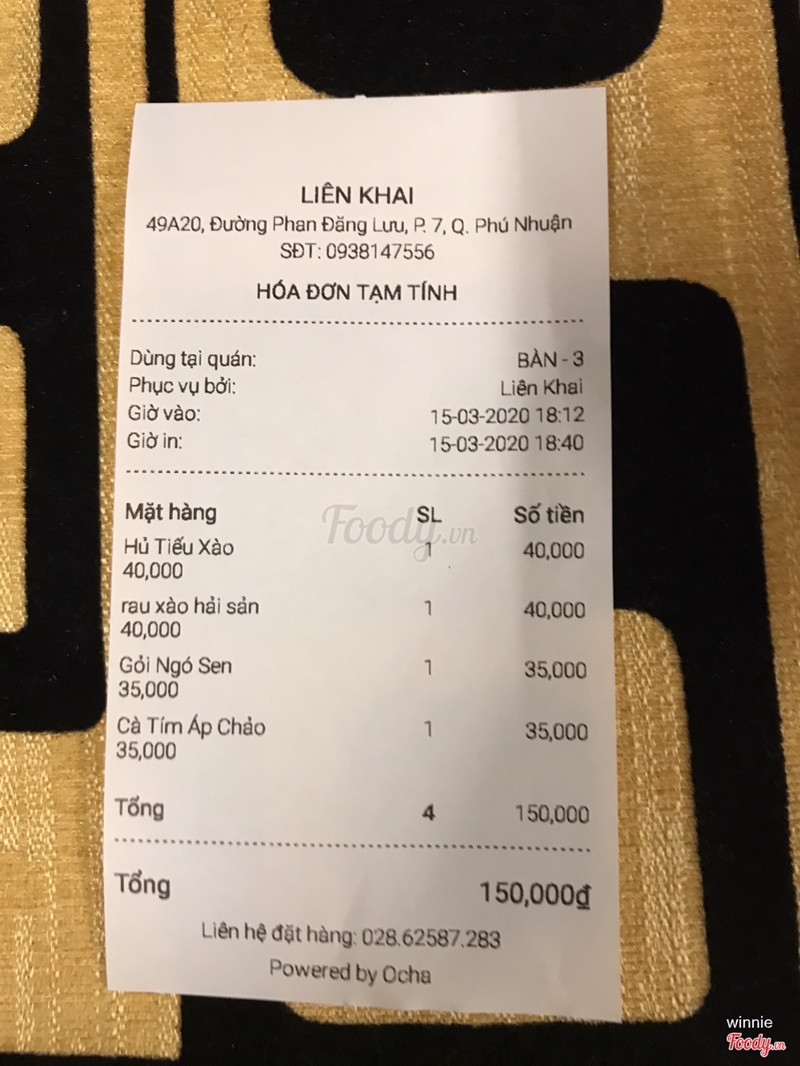 LIÊN KHAI
49A20, Đường Phan Đăng Lưu, P. 7, Q. Phú Nhuận
SĐT: 0938147556
HÓA ĐƠN TẠM TÍNH
Dùng tại quán: BÀN - 3
Phục vụ bởi: Liên Khai
Giờ vào: 15-03-2020 18:12
Giờ in: 15-03-2020 18:40
Mặt hàng SL Số tiền
Hủ Tiếu Xào 1 40,000
40,000
rau xào hải sản 1 40,000
40,000
Gỏi Ngó Sen 1 35,000
35,000
Cà Tím Áp Chảo 1 35,000
35,000
Tổng 4 150,000
Tổng 150,000₫
Liên hệ đặt hàng: 028.62587.283
Powered by Ocha
Foody.vn
winnie
Foody.vn